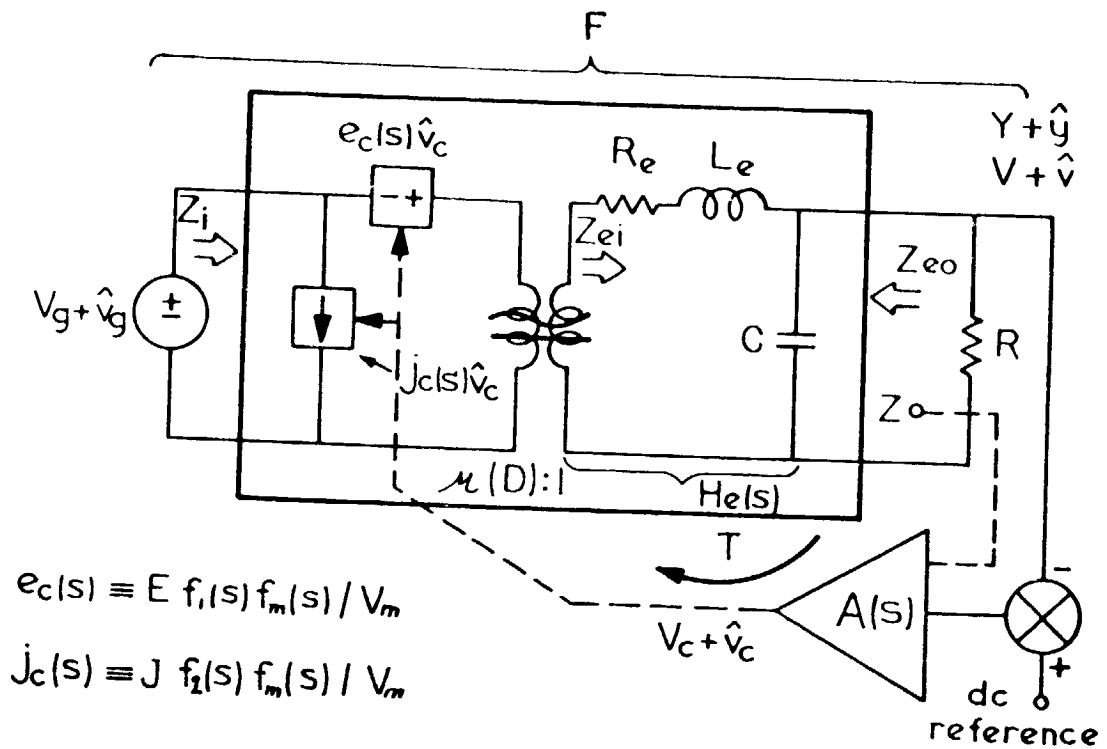 F
Y + ŷ
V + v̂
e_c(s)v̂_c
R_e
L_e
- +
Z_i
Z_ei
Z_eo
V_g + v̂_g
±
C
R
j_c(s)v̂_c
Z
μ(D):1
H_e(s)
T
-
e_c(s) ≡ E f_1(s) f_m(s) / V_m
A(s)
V_c + v̂_c
+
j_c(s) ≡ J f_2(s) f_m(s) / V_m
dc
reference